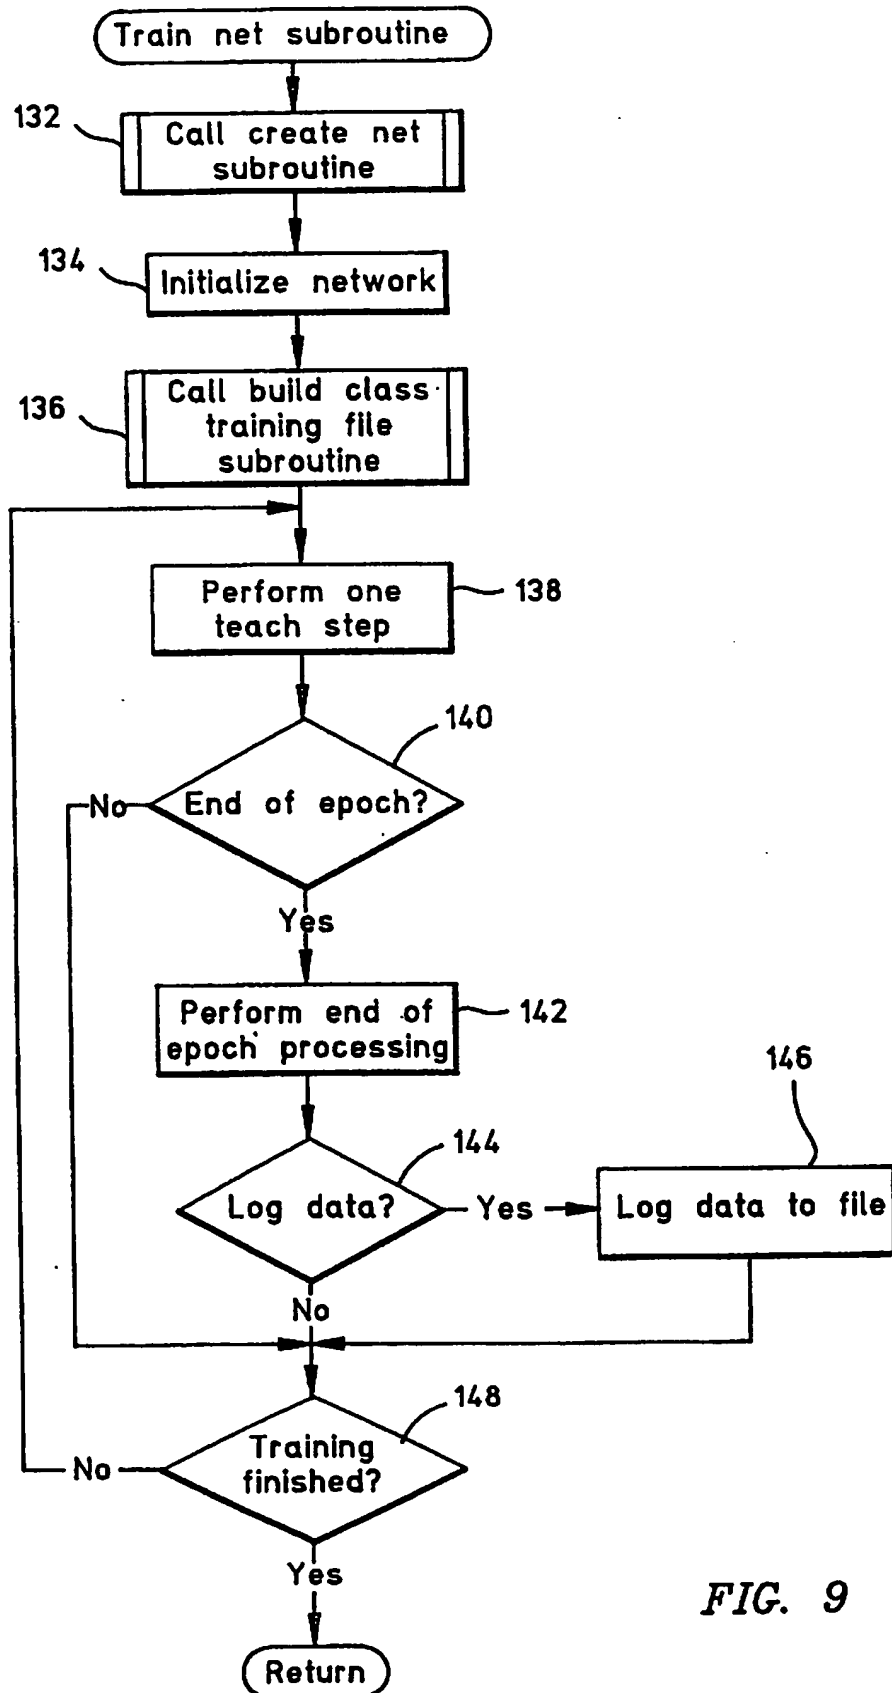 Train net subroutine
132
Call create net
subroutine
134
Initialize network
136
Call build class
training file
subroutine
Perform one
teach step
138
140
No
End of epoch?
Yes
Perform end of
epoch processing
142
146
144
Log data?
Yes
Log data to file
No
148
Training
finished?
No
Yes
FIG. 9
Return